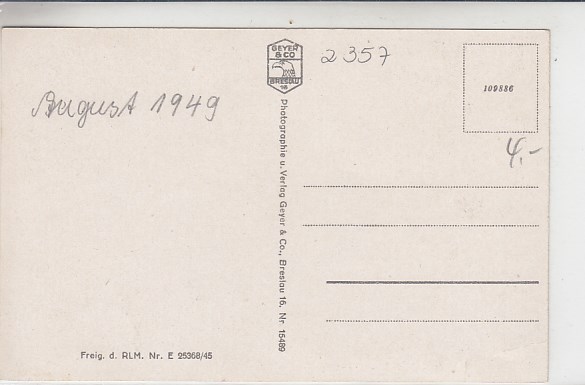 GEYER
& CO
BRESLAU
16
2357
109886
August 1949
4,-
Photographie u. Verlag Geyer & Co., Breslau 16, Nr 15489
Freig. d. RLM. Nr. E 25368/45